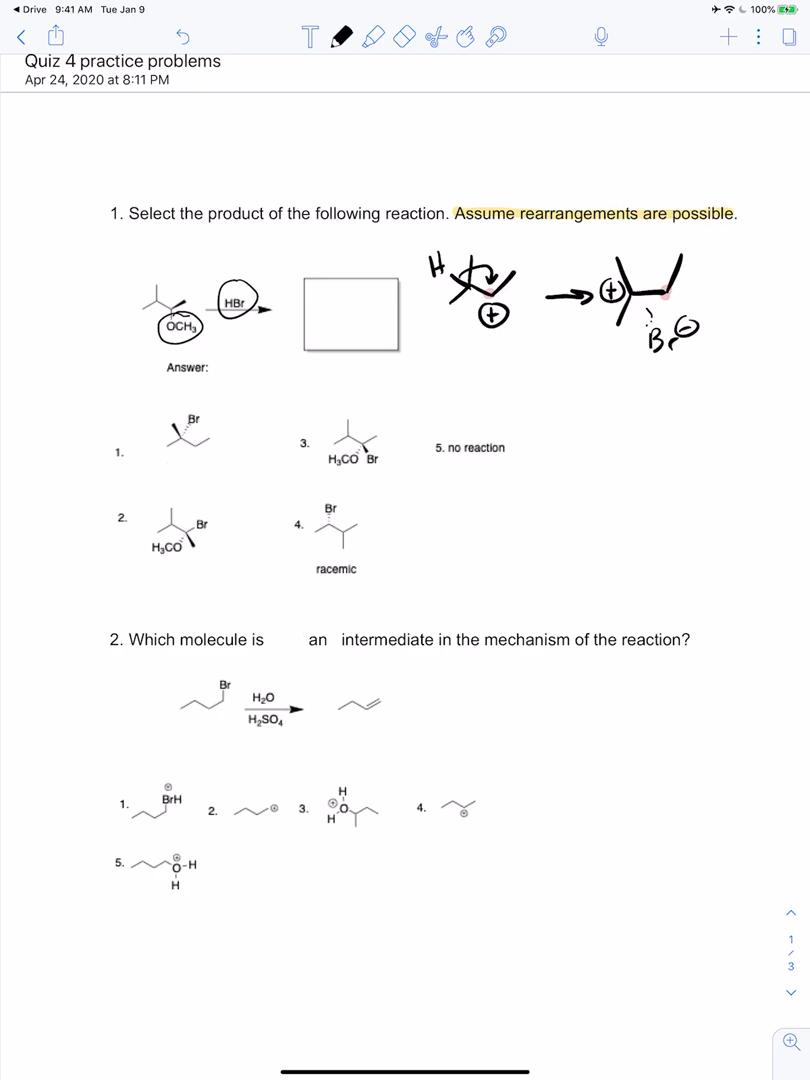 Drive 9:41 AM Tue Jan 9 100%
T
Quiz 4 practice problems
Apr 24, 2020 at 8:11 PM
1. Select the product of the following reaction. Assume rearrangements are possible.
HBr
OCH₃
H
+
+
Br −
Answer:
1. Br
3. H₃CO Br
5. no reaction
2. Br
H₃CO
4. Br
racemic
2. Which molecule is an intermediate in the mechanism of the reaction?
Br
H₂O
H₂SO₄
1. BrH +
2. +
3. H + O H
4. +
5. + O-H
H
1
/
3